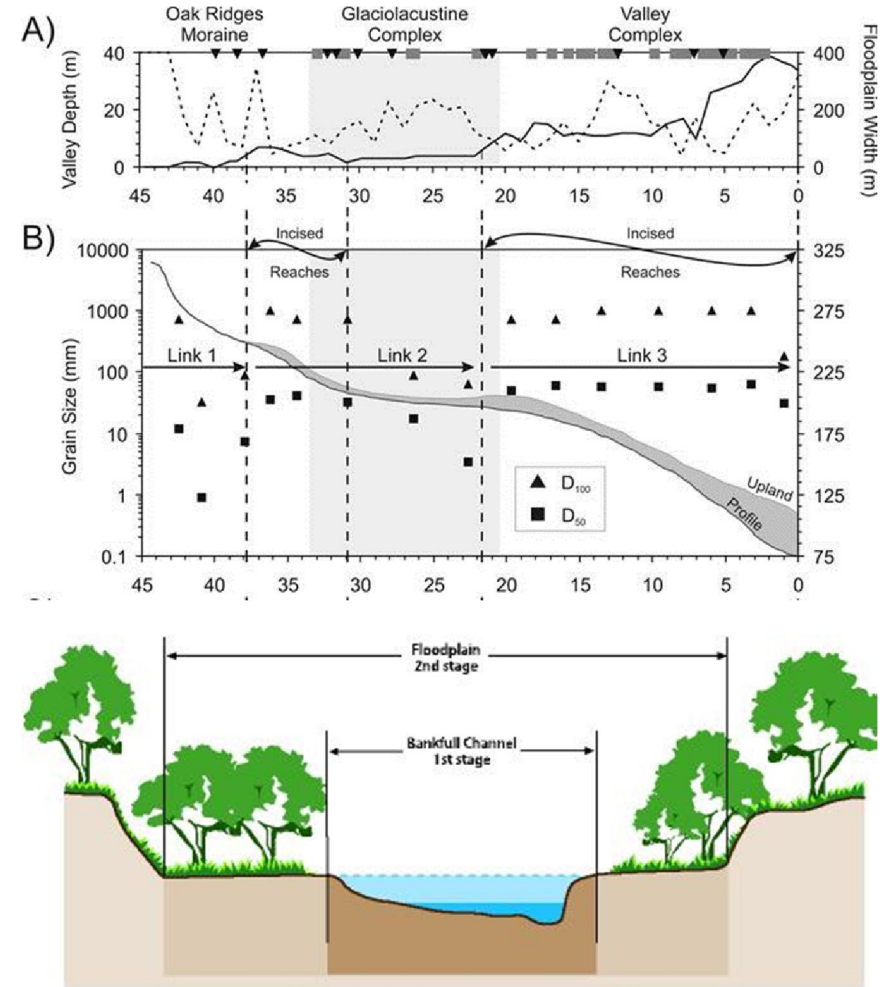 A)
Oak Ridges
Moraine
Glaciolacustine
Complex
Valley
Complex
Valley Depth (m)
40
20
0
400
200
0
Floodplain Width (m)
45 40 35 30 25 20 15 10 5 0
B)
Incised
Reaches
Incised
Reaches
Grain Size (mm)
10000
1000
100
10
1
0.1
325
275
225
175
125
75
Link 1
Link 2
Link 3
D100
D50
Upland
Profile
45 40 35 30 25 20 15 10 5 0
Floodplain
2nd stage
Bankfull Channel
1st stage